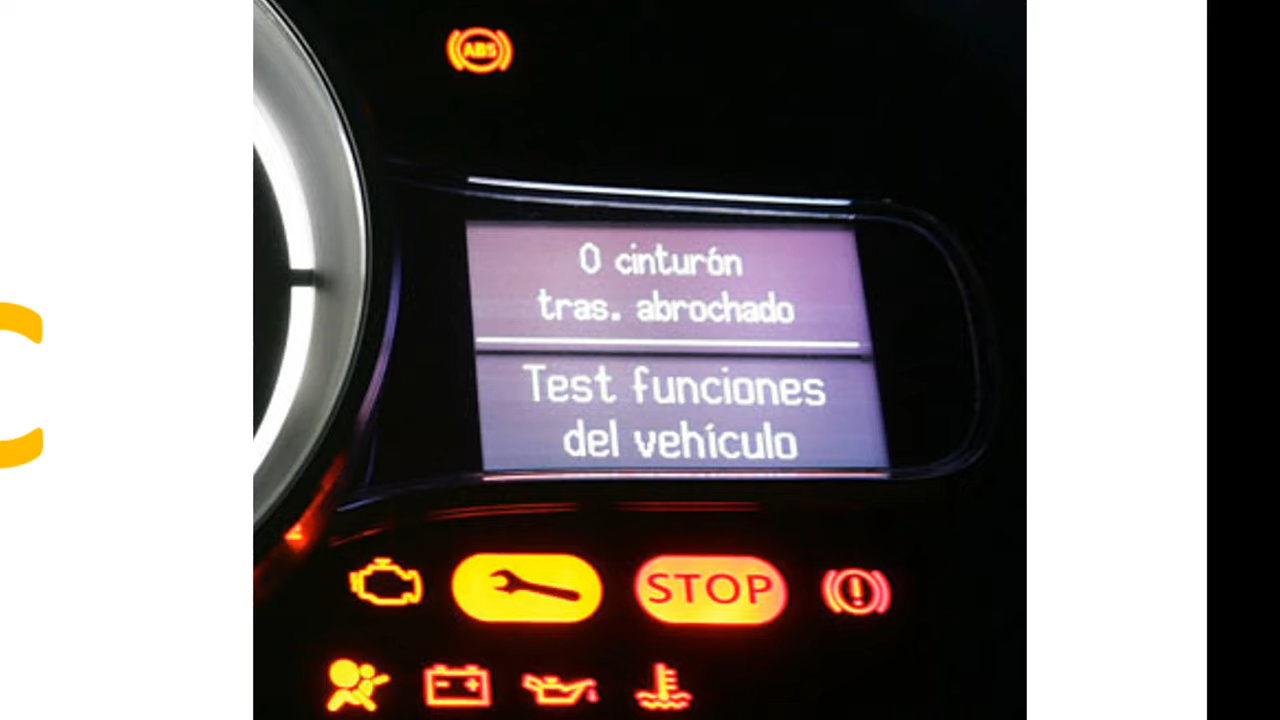 ABS
0 cinturón
tras. abrochado
Test funciones
del vehículo
STOP